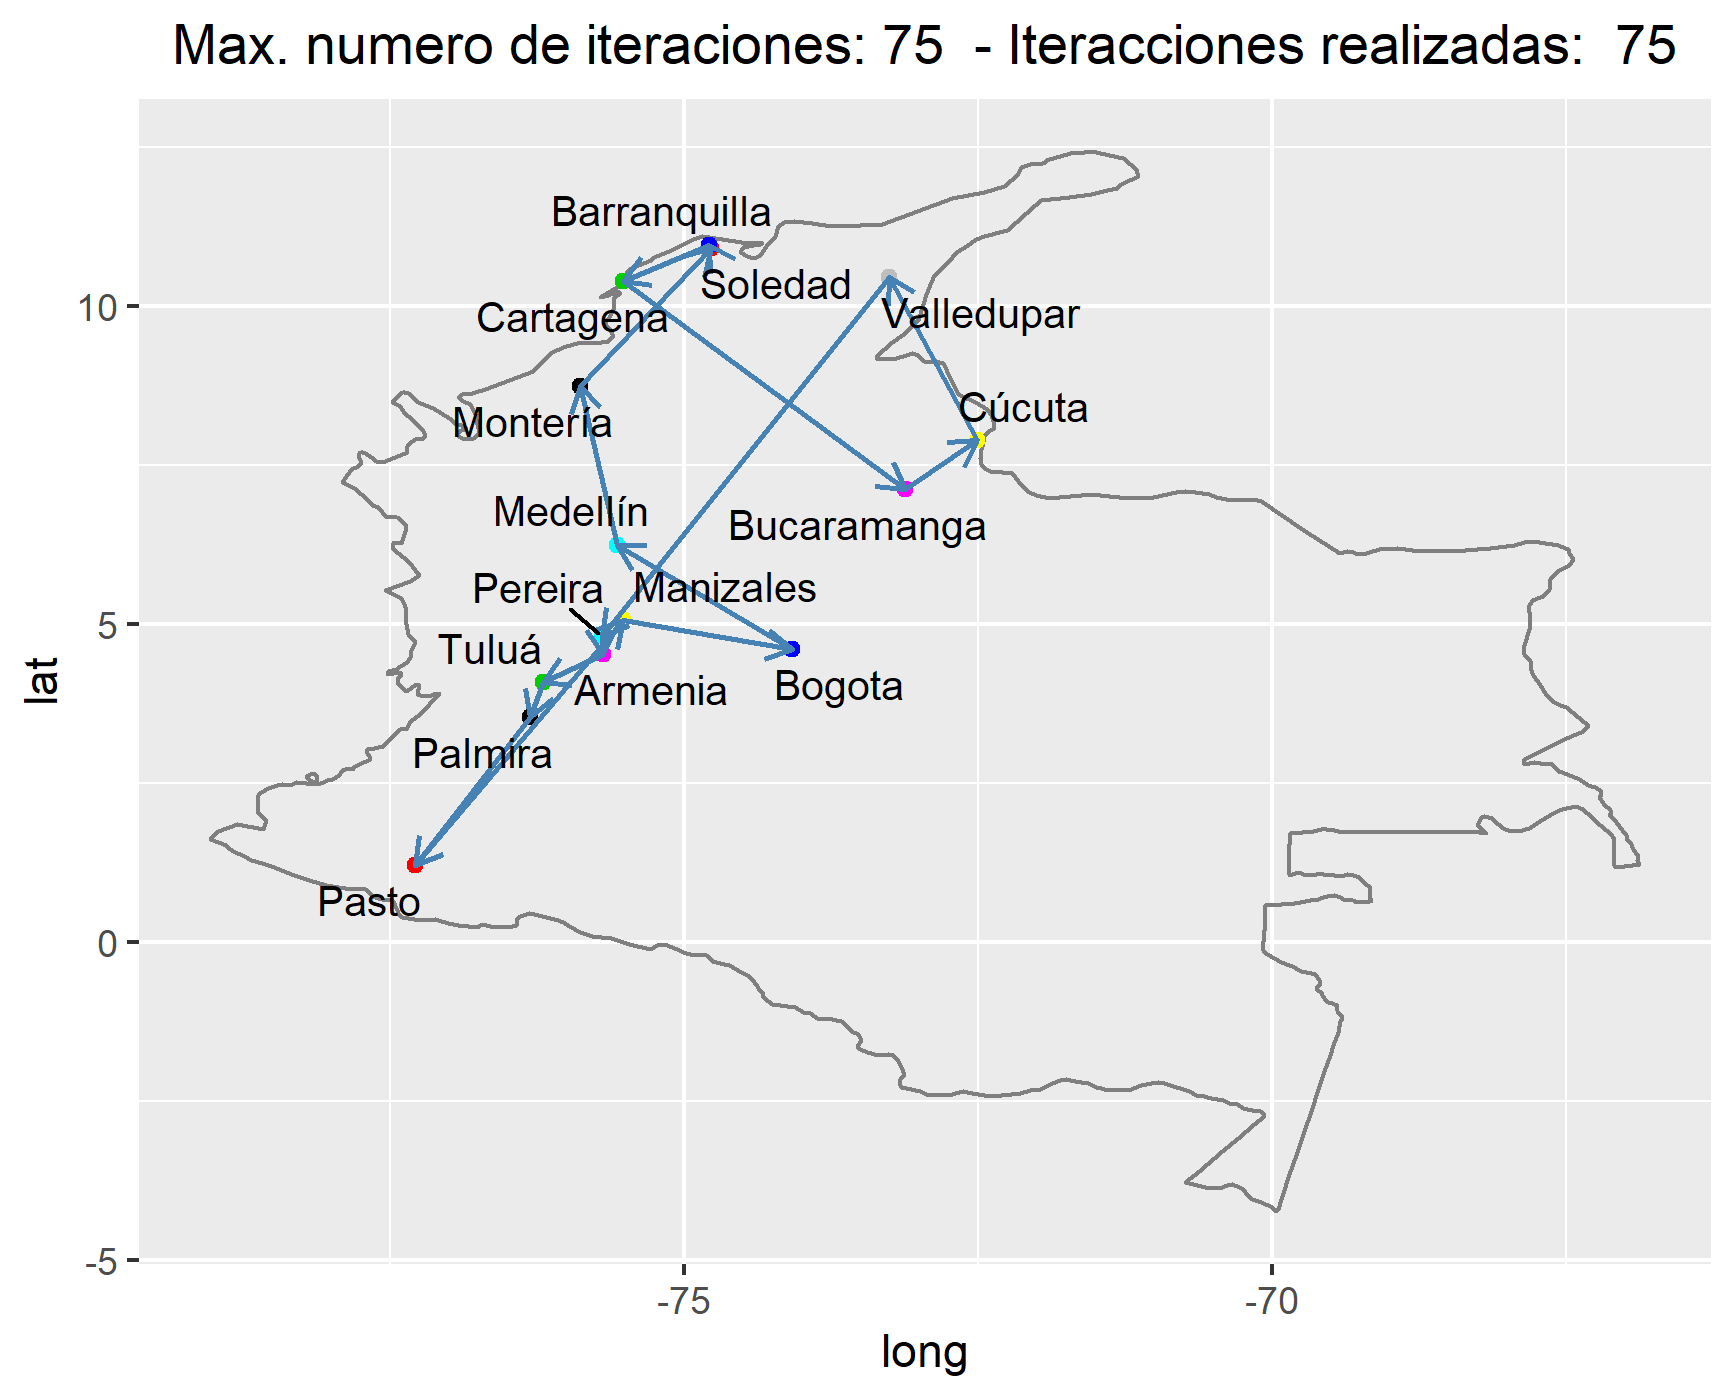 Max. numero de iteraciones: 75  - Iteracciones realizadas:  75
Barranquilla
Soledad
Cartagena
Valledupar
Montería
Cúcuta
Medellín
Bucaramanga
Pereira
Manizales
Tuluá
Armenia
Bogota
Palmira
Pasto
10
5
0
-5
lat
-75
-70
long